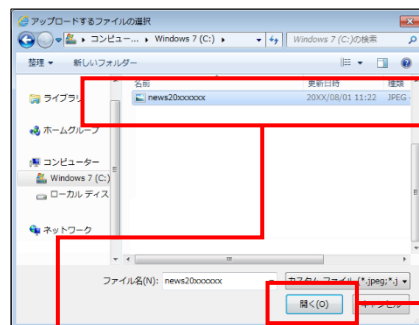 アップロードするファイルの選択
コンピュー... ▸ Windows 7 (C:) ▸
Windows 7 (C:)の検索
整理 ▼ 新しいフォルダー
名前 更新日時 種類
news20xxxxxx 20XX/08/01 11:22 JPEG
ライブラリ
ホームグループ
コンピューター
Windows 7 (C:)
ローカル ディス
ネットワーク
ファイル名(N): news20xxxxxx
カスタム ファイル (*.jpeg;*.j
開く(O) キャンセル